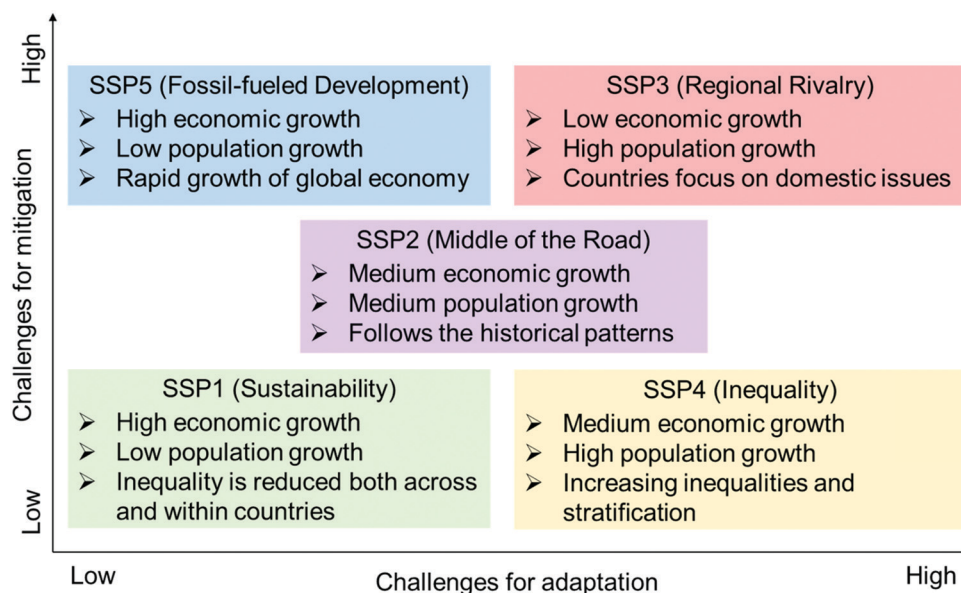 High
Challenges for mitigation
Low
SSP5 (Fossil-fueled Development)
➢ High economic growth
➢ Low population growth
➢ Rapid growth of global economy
SSP3 (Regional Rivalry)
➢ Low economic growth
➢ High population growth
➢ Countries focus on domestic issues
SSP2 (Middle of the Road)
➢ Medium economic growth
➢ Medium population growth
➢ Follows the historical patterns
SSP1 (Sustainability)
➢ High economic growth
➢ Low population growth
➢ Inequality is reduced both across
and within countries
SSP4 (Inequality)
➢ Medium economic growth
➢ High population growth
➢ Increasing inequalities and
stratification
Low
Challenges for adaptation
High